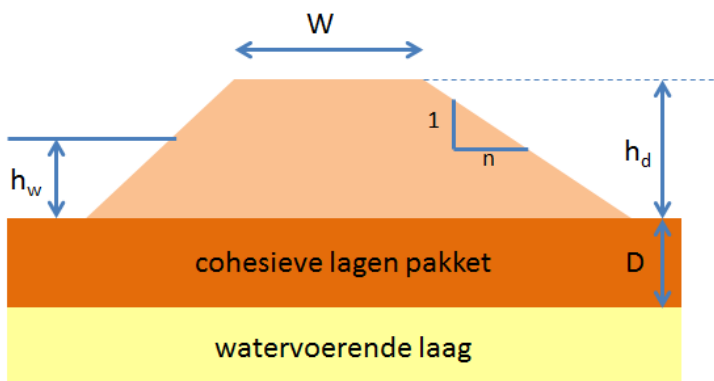 W
1
n
h_w
h_d
cohesieve lagen pakket
D
watervoerende laag